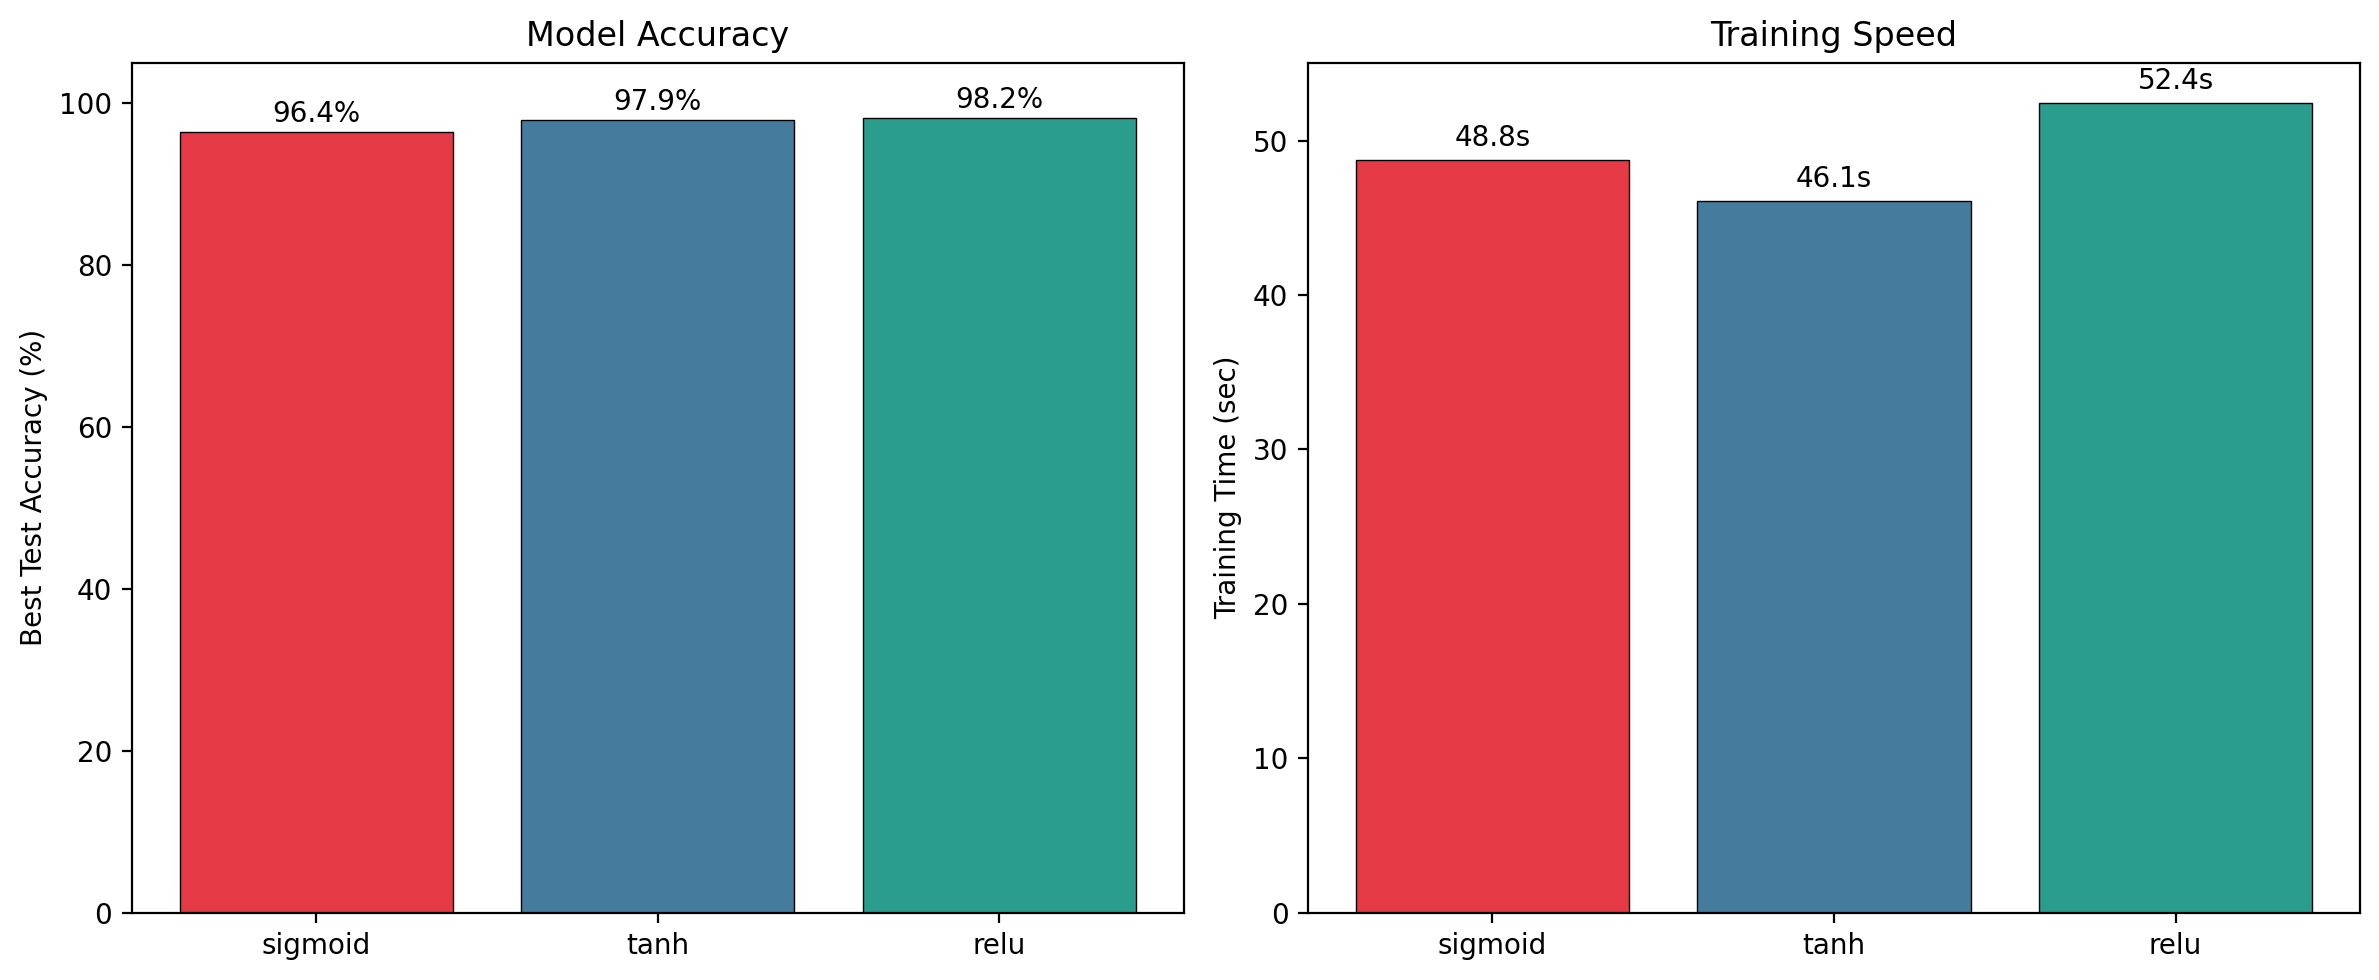 Model Accuracy
Best Test Accuracy (%)
100
80
60
40
20
0
96.4%
97.9%
98.2%
sigmoid
tanh
relu
Training Speed
Training Time (sec)
50
40
30
20
10
0
48.8s
46.1s
52.4s
sigmoid
tanh
relu